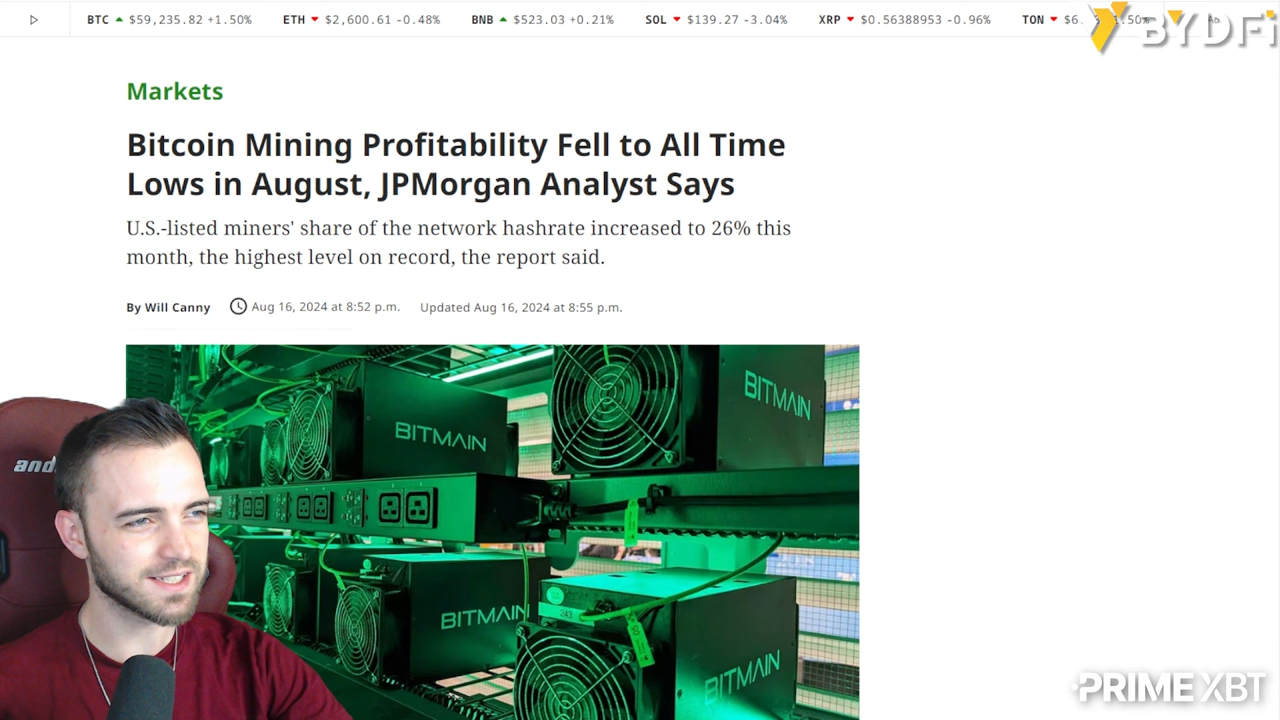 BTC $59,235.82 +1.50% ETH $2,600.61 -0.48% BNB $523.03 +0.21% SOL $139.27 -3.04% XRP $0.56388953 -0.96% TON
BYDFi
Markets
Bitcoin Mining Profitability Fell to All Time
Lows in August, JPMorgan Analyst Says
U.S.-listed miners' share of the network hashrate increased to 26% this
month, the highest level on record, the report said.
By Will Canny Aug 16, 2024 at 8:52 p.m. Updated Aug 16, 2024 at 8:55 p.m.
BITMAIN
BITMAIN
and
BITMAIN
BITMAIN
PRIME XBT